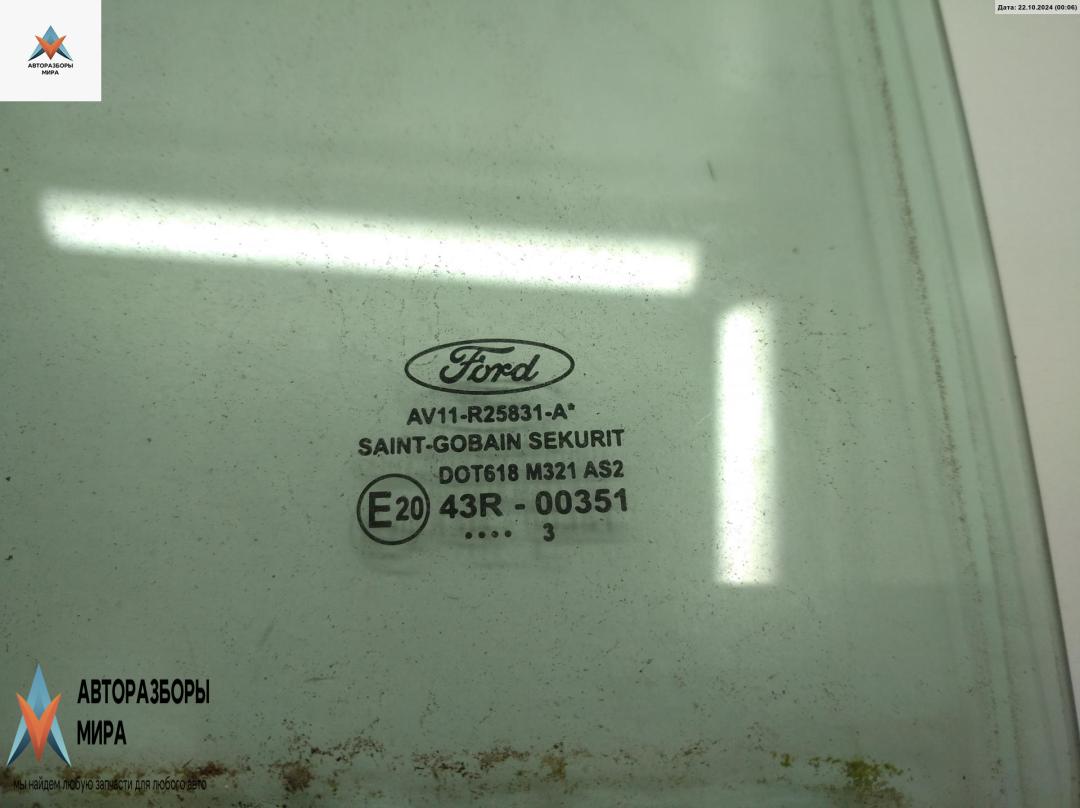 Дата: 22.10.2024 (00:06)
АВТОРАЗБОРЫ
МИРА
Ford
AV11-R25831-A*
SAINT-GOBAIN SEKURIT
DOT618 M321 AS2
E20 43R - 00351
.... 3
АВТОРАЗБОРЫ
МИРА
мы найдем любую запчасти для любого авто